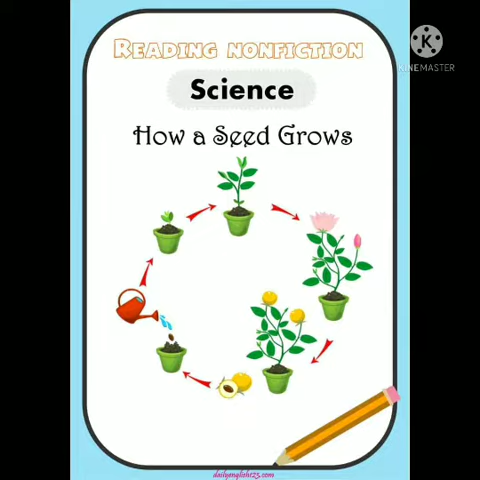 READING NONFICTION
KINEMASTER
Science
How a Seed Grows
dailyenglish123.com